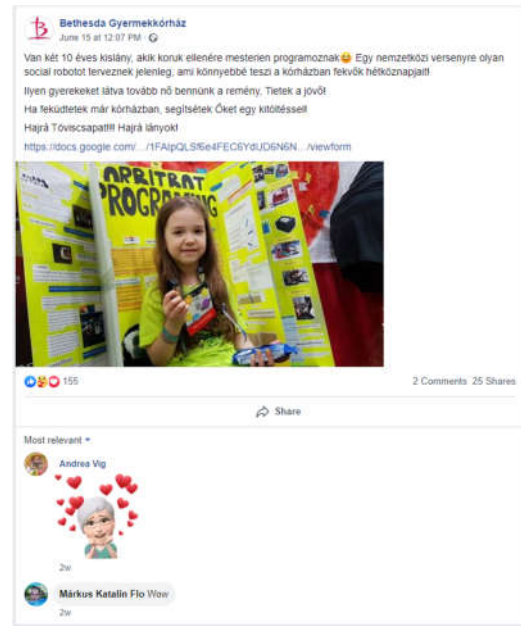 Bethesda Gyermekkórház
June 15 at 12:07 PM ·
Van két 10 éves kislány, akik koruk ellenére mesterien programoznak😀 Egy nemzetközi versenyre olyan
social robotot terveznek jelenleg, ami könnyebbé teszi a kórházban fekvők hétköznapjait!
Ilyen gyerekeket látva tovább nő bennünk a remény. Tietek a jövő!
Ha feküdtetek már kórházban, segítsétek Őket egy kitöltéssel!
Hajrá Tóviscsapat!!!! Hajrá lányok!
https://docs.google.com/.../1FAIpQLSf6e4FEC6YdUD6N6N.../viewform
ARBITRAT
PROGRAMING
155
2 Comments 25 Shares
Share
Most relevant
Andrea Vig
2w
Márkus Katalin Flo Wow
2w